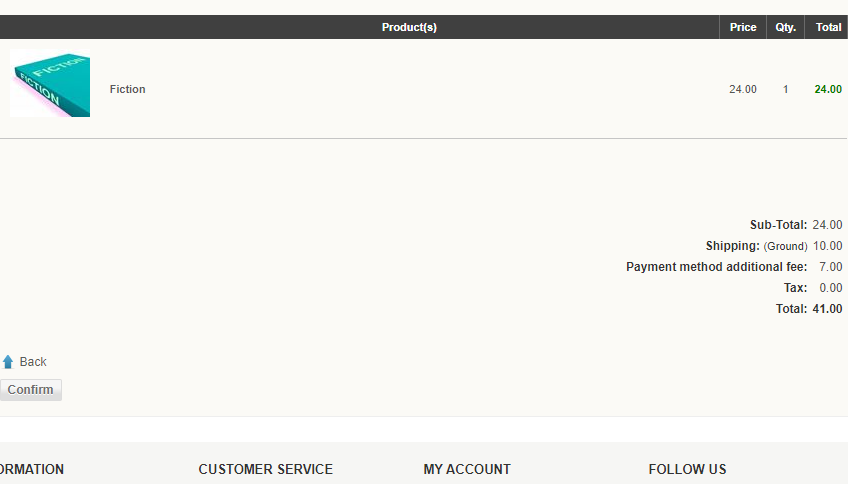 Product(s) Price Qty. Total
FICTION
FICTION
Fiction 24.00 1 24.00
Sub-Total: 24.00
Shipping: (Ground) 10.00
Payment method additional fee: 7.00
Tax: 0.00
Total: 41.00
Back
Confirm
ORMATION CUSTOMER SERVICE MY ACCOUNT FOLLOW US